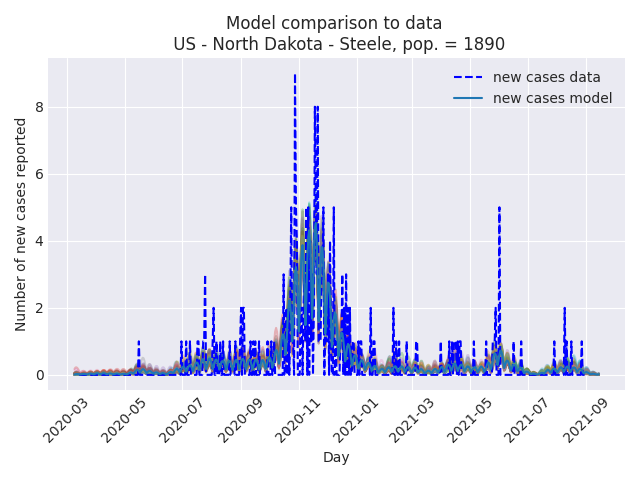 Model comparison to data
US - North Dakota - Steele, pop. = 1890
new cases data
new cases model
Number of new cases reported
8
6
4
2
0
2020-03
2020-05
2020-07
2020-09
2020-11
2021-01
2021-03
2021-05
2021-07
2021-09
Day